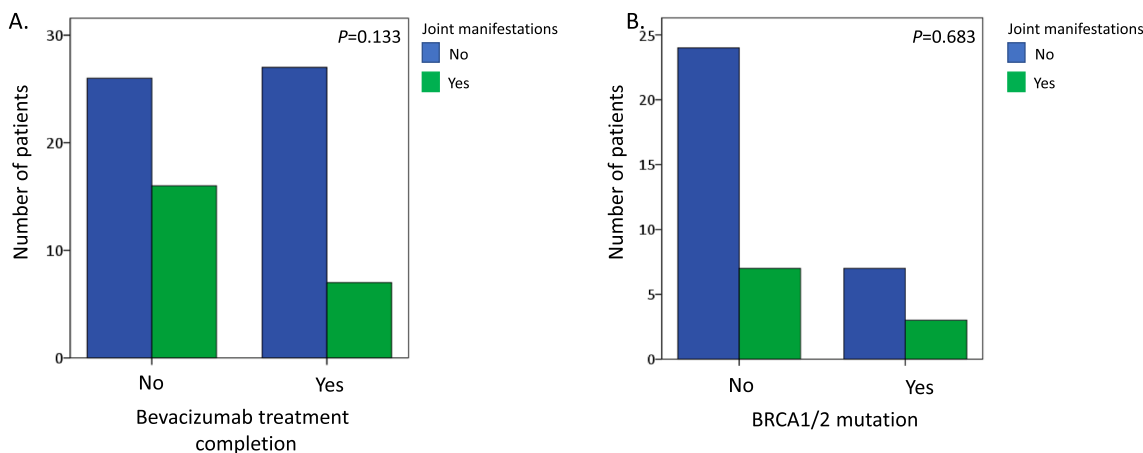 A.
P=0.133
Joint manifestations
No
Yes
30
20
10
0
Number of patients
No
Yes
Bevacizumab treatment
completion
B.
P=0.683
Joint manifestations
No
Yes
25
20
15
10
5
0
Number of patients
No
Yes
BRCA1/2 mutation